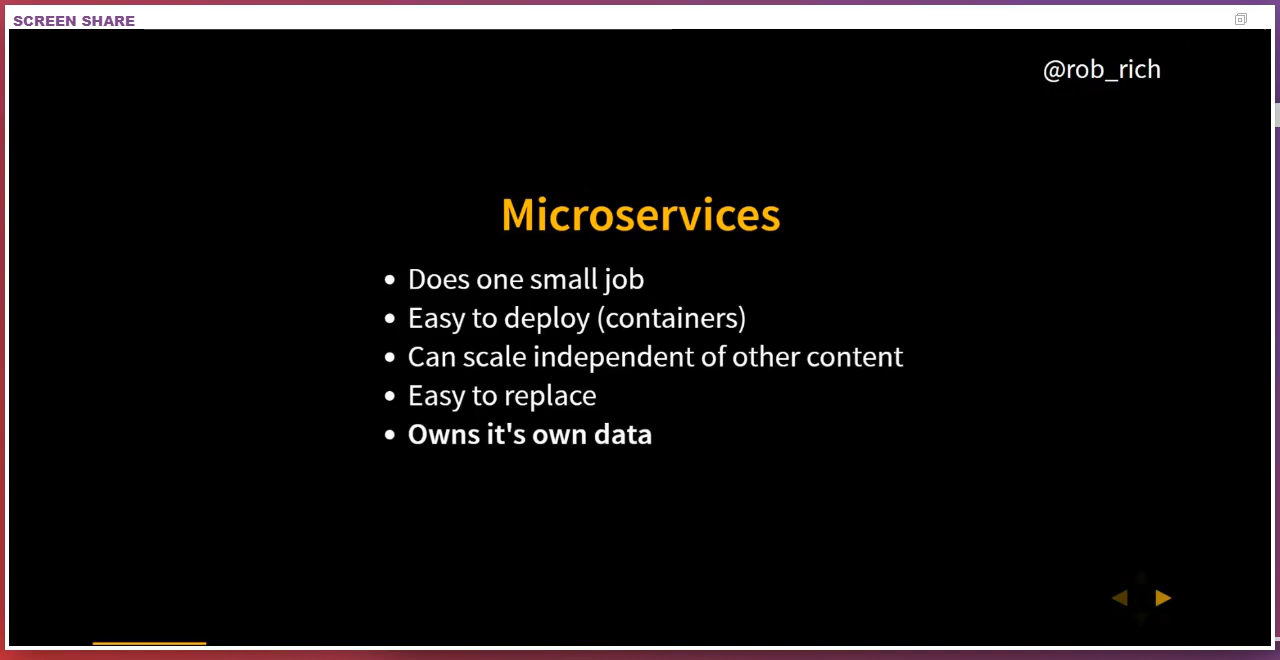 SCREEN SHARE
@rob_rich
Microservices
• Does one small job
• Easy to deploy (containers)
• Can scale independent of other content
• Easy to replace
• Owns it's own data